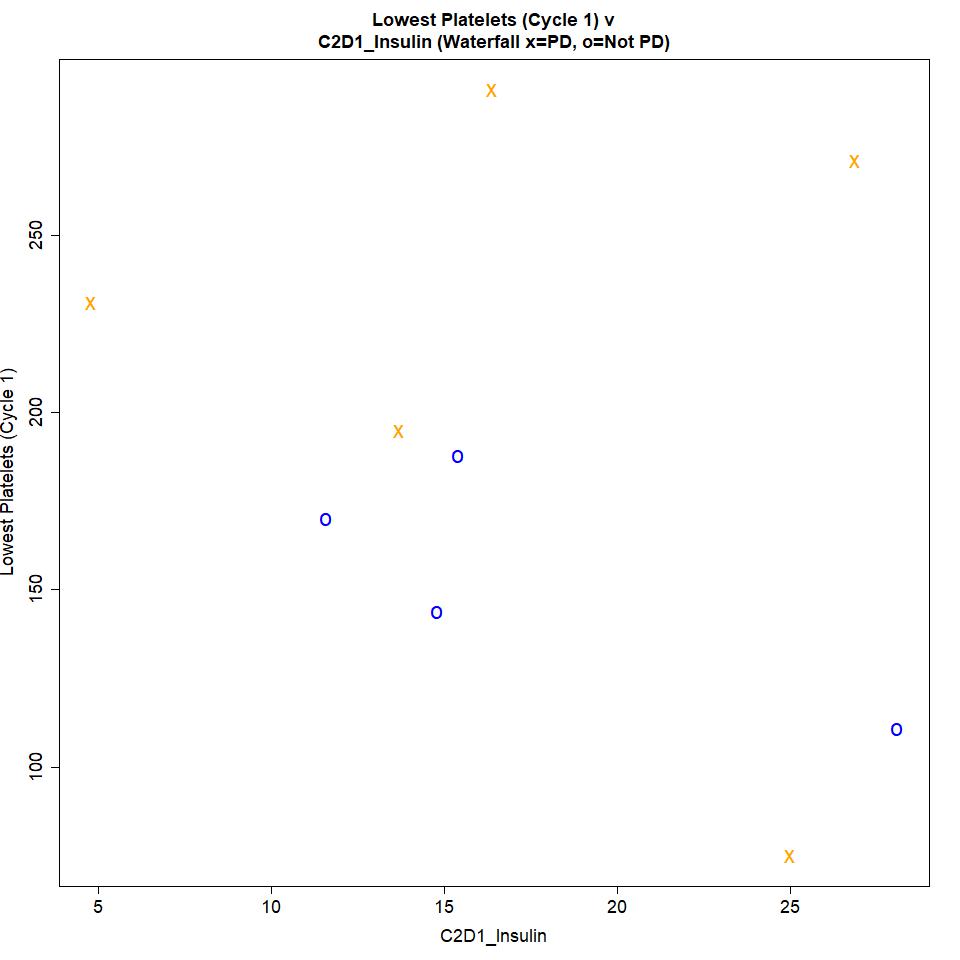 Lowest Platelets (Cycle 1) v
C2D1_Insulin (Waterfall x=PD, o=Not PD)
Lowest Platelets (Cycle 1)
250
200
150
100
X
X
X
X
O
O
O
O
X
5 10 15 20 25
C2D1_Insulin